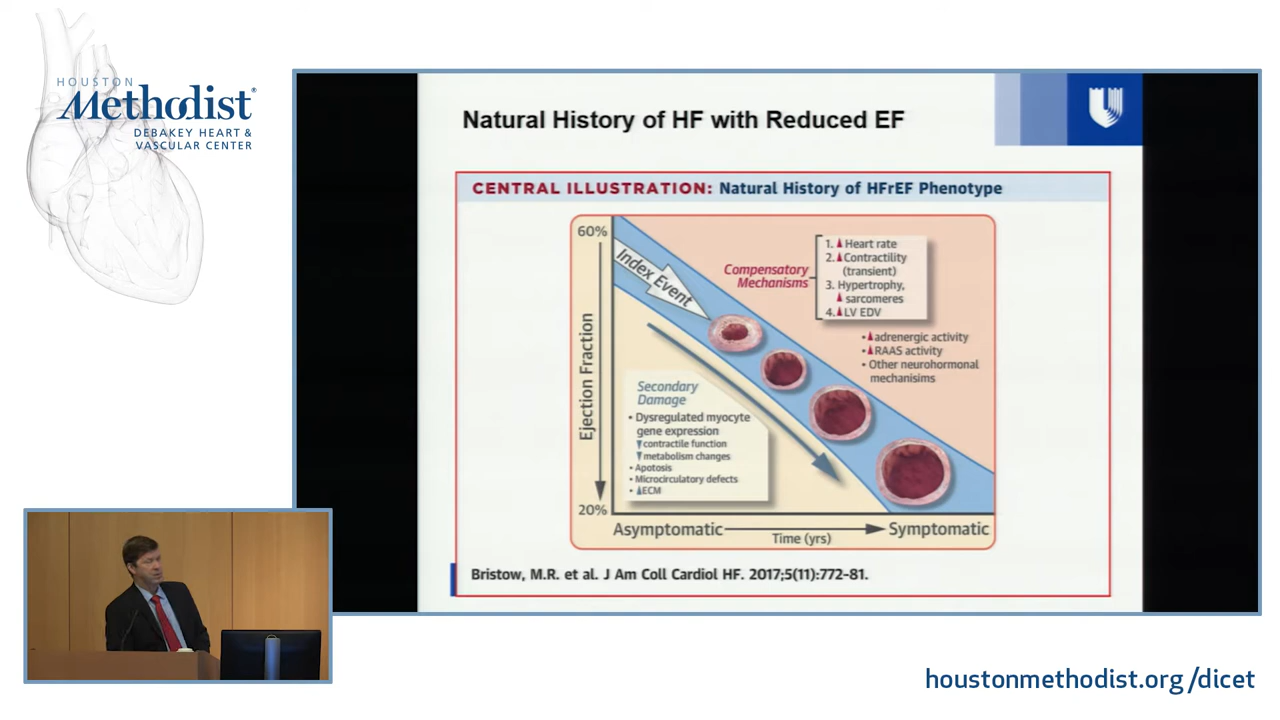 HOUSTON
Methodist®
DEBAKEY HEART &
VASCULAR CENTER
Natural History of HF with Reduced EF
CENTRAL ILLUSTRATION: Natural History of HFrEF Phenotype
60%
Ejection Fraction
20%
Index Event
Compensatory
Mechanisms
1. ▲Heart rate
2. ▲Contractility
(transient)
3. Hypertrophy,
▲sarcomeres
4. ▲LV EDV
•▲adrenergic activity
•▲RAAS activity
• Other neurohormonal
mechanisims
Secondary
Damage
• Dysregulated myocyte
gene expression
▼contractile function
▼metabolism changes
• Apotosis
• Microcirculatory defects
• ▲ECM
Asymptomatic
Time (yrs)
Symptomatic
Bristow, M.R. et al. J Am Coll Cardiol HF. 2017;5(11):772-81.
houstonmethodist.org/dicet